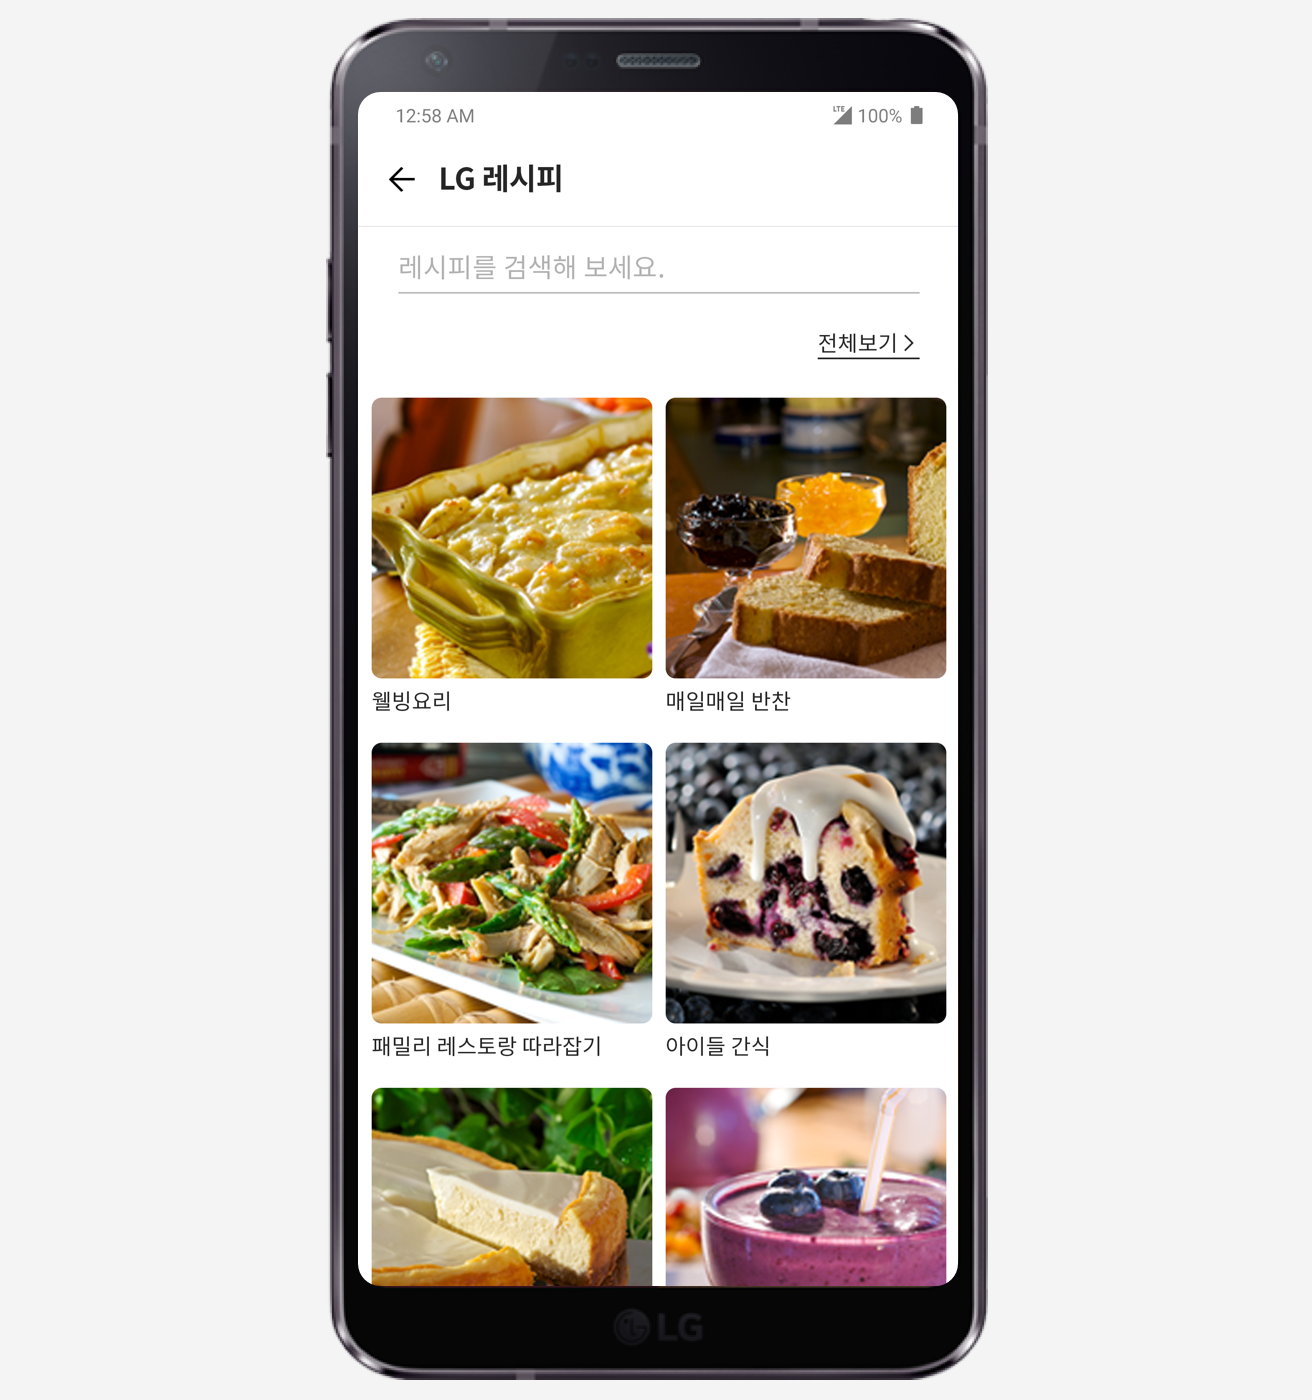 12:58 AM
LTE 100%
LG 레시피
레시피를 검색해 보세요.
전체보기
웰빙요리
매일매일 반찬
패밀리 레스토랑 따라잡기
아이들 간식
LG